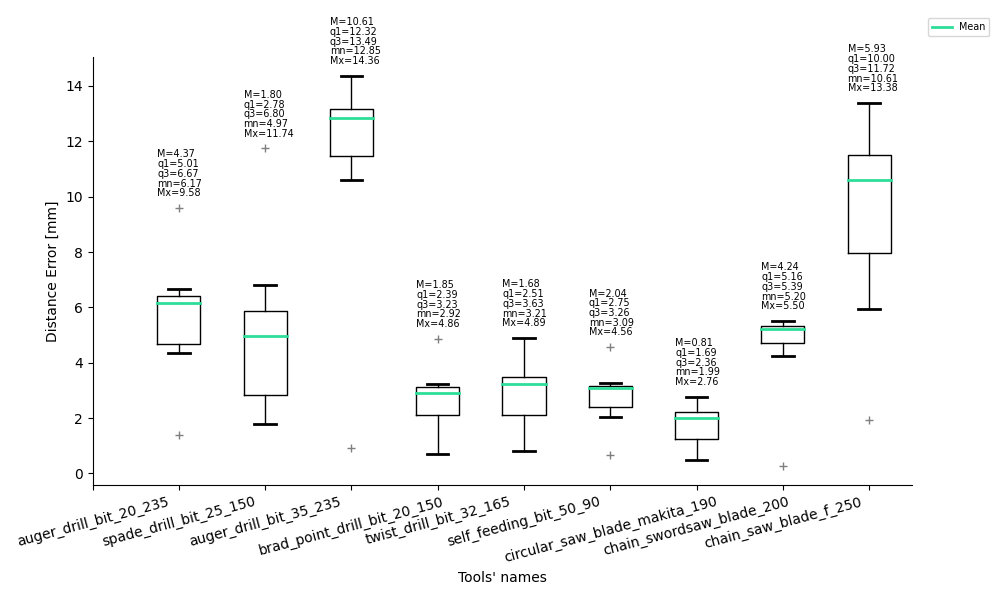 M=10.61
q1=12.32
q3=13.49
mn=12.85
Mx=14.36
Mean
M=5.93
q1=10.00
q3=11.72
mn=10.61
Mx=13.38
M=1.80
q1=2.78
q3=6.80
mn=4.97
Mx=11.74
M=4.37
q1=5.01
q3=6.67
mn=6.17
Mx=9.58
M=1.85
q1=2.39
q3=3.23
mn=2.92
Mx=4.86
M=1.68
q1=2.51
q3=3.63
mn=3.21
Mx=4.89
M=2.04
q1=2.75
q3=3.26
mn=3.09
Mx=4.56
M=0.81
q1=1.69
q3=2.36
mn=1.99
Mx=2.76
M=4.24
q1=5.16
q3=5.39
mn=5.20
Mx=5.50
14
12
10
8
6
4
2
0
Distance Error [mm]
auger_drill_bit_20_235
spade_drill_bit_25_150
auger_drill_bit_35_235
brad_point_drill_bit_20_150
twist_drill_bit_32_165
self_feeding_bit_50_90
circular_saw_blade_makita_190
chain_swordsaw_blade_200
chain_saw_blade_f_250
Tools' names